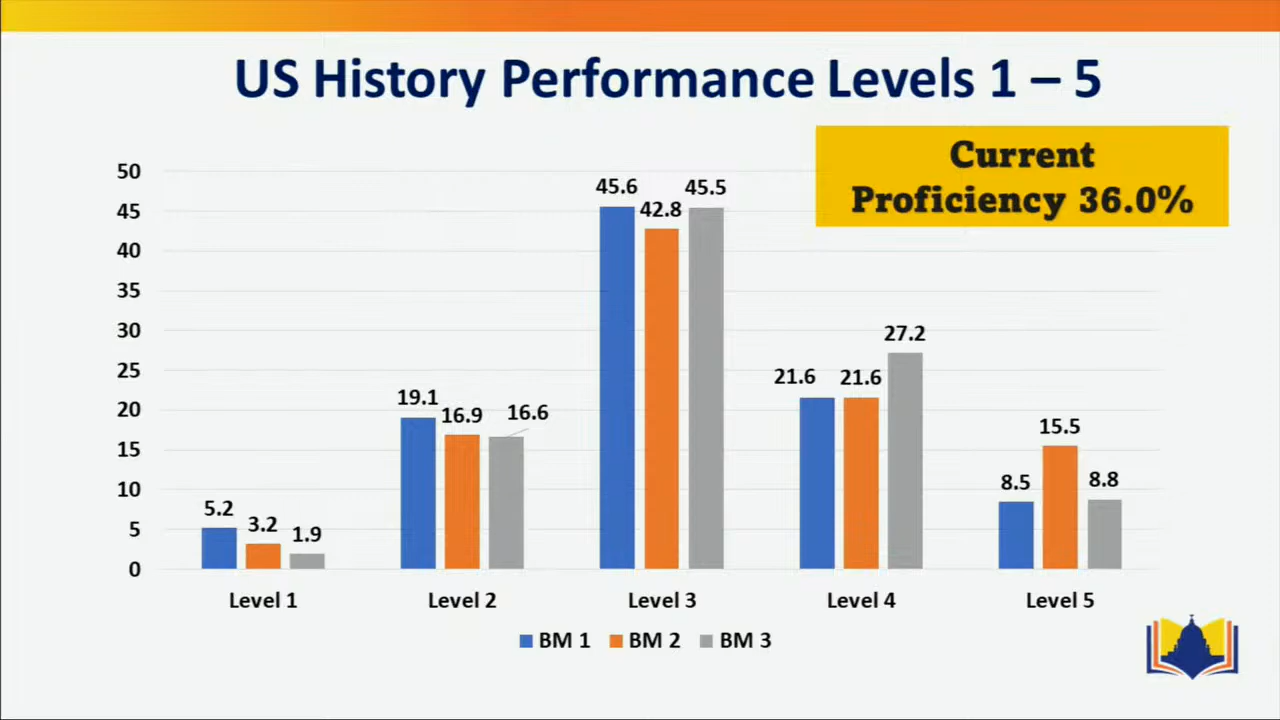 US History Performance Levels 1 – 5
Current
Proficiency 36.0%
50
45
40
35
30
25
20
15
10
5
0
5.2
3.2
1.9
19.1
16.9
16.6
45.6
42.8
45.5
21.6
21.6
27.2
8.5
15.5
8.8
Level 1
Level 2
Level 3
Level 4
Level 5
BM 1
BM 2
BM 3